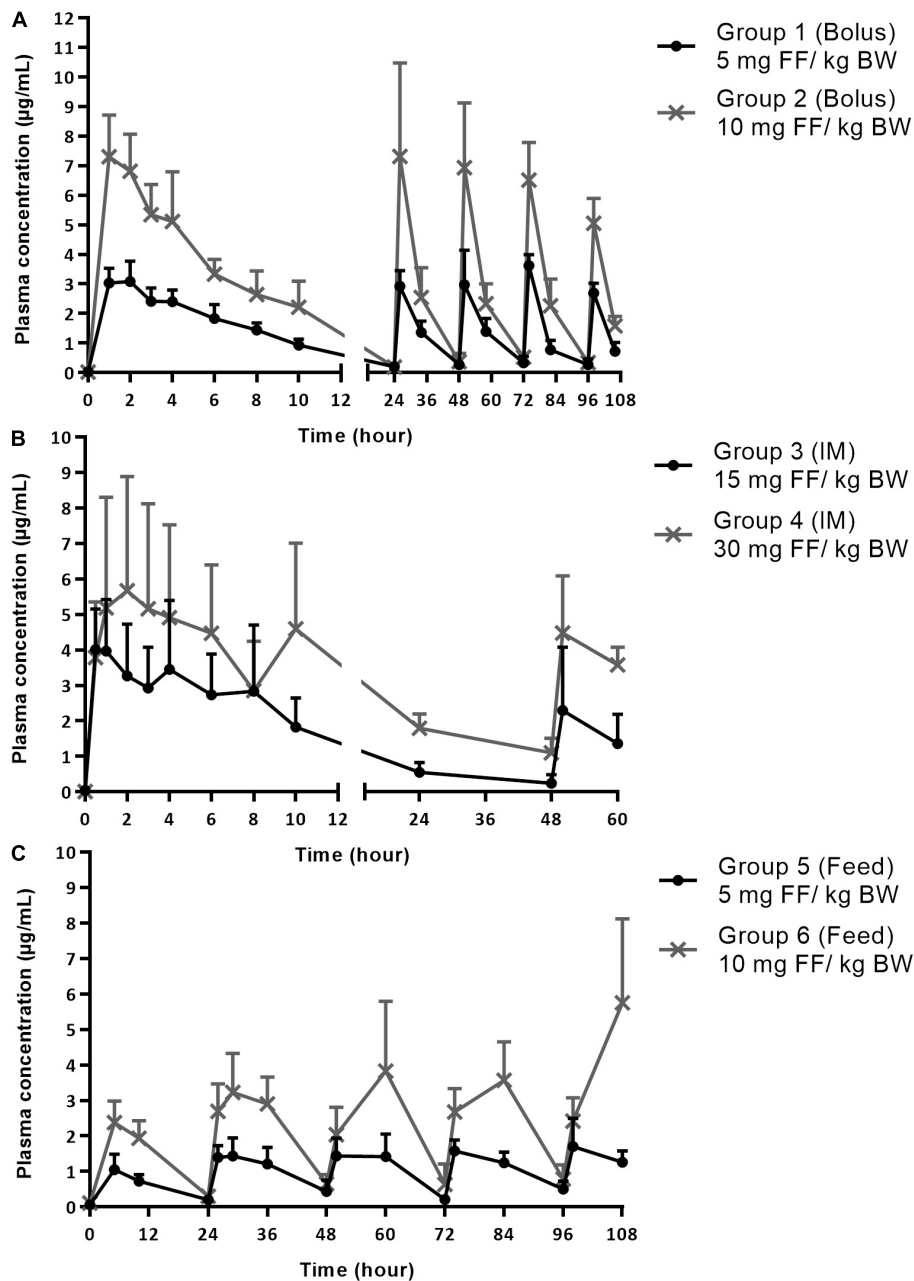 A
12
11
10
9
8
7
6
5
4
3
2
1
0
Plasma concentration (µg/mL)
0 2 4 6 8 10 12 24 36 48 60 72 84 96 108
Time (hour)
Group 1 (Bolus)
5 mg FF/ kg BW
Group 2 (Bolus)
10 mg FF/ kg BW
B
10
9
8
7
6
5
4
3
2
1
0
Plasma concentration (µg/mL)
0 2 4 6 8 10 12 24 36 48 60
Time (hour)
Group 3 (IM)
15 mg FF/ kg BW
Group 4 (IM)
30 mg FF/ kg BW
C
10
9
8
7
6
5
4
3
2
1
0
Plasma concentration (µg/mL)
0 12 24 36 48 60 72 84 96 108
Time (hour)
Group 5 (Feed)
5 mg FF/ kg BW
Group 6 (Feed)
10 mg FF/ kg BW